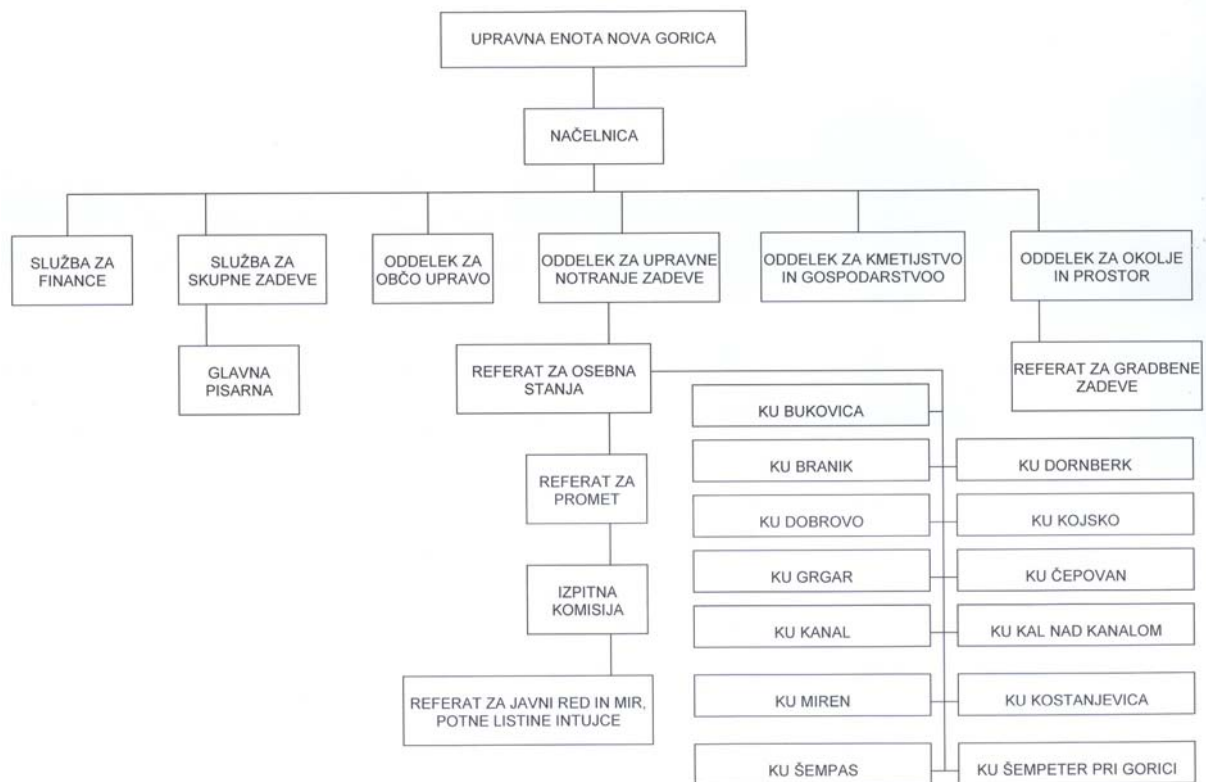 UPRAVNA ENOTA NOVA GORICA
NAČELNICA
SLUŽBA ZA
FINANCE
SLUŽBA ZA
SKUPNE ZADEVE
ODDELEK ZA
OBČO UPRAVO
ODDELEK ZA UPRAVNE
NOTRANJE ZADEVE
ODDELEK ZA KMETIJSTVO
IN GOSPODARSTVOO
ODDELEK ZA OKOLJE
IN PROSTOR
GLAVNA
PISARNA
REFERAT ZA OSEBNA
STANJA
REFERAT ZA GRADBENE
ZADEVE
KU BUKOVICA
REFERAT ZA
PROMET
KU BRANIK
KU DORNBERK
KU DOBROVO
KU KOJSKO
IZPITNA
KOMISIJA
KU GRGAR
KU ČEPOVAN
KU KANAL
KU KAL NAD KANALOM
REFERAT ZA JAVNI RED IN MIR,
POTNE LISTINE INTUJCE
KU MIREN
KU KOSTANJEVICA
KU ŠEMPAS
KU ŠEMPETER PRI GORICI